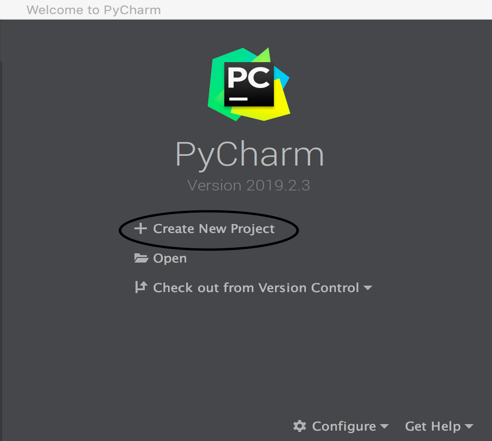 Welcome to PyCharm
PC
PyCharm
Version 2019.2.3
Create New Project
Open
Check out from Version Control
Configure Get Help